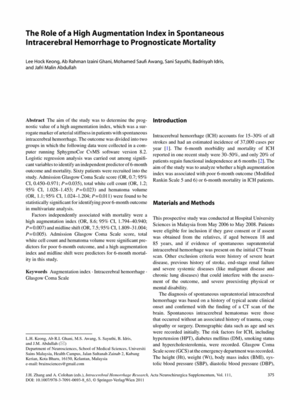 The Role of a High Augmentation Index in Spontaneous
Intracerebral Hemorrhage to Prognosticate Mortality
Lee Hock Keong, Ab Rahman Izaini Ghani, Mohamed Saufi Awang, Sani Sayuthi, Badrisyah Idris,
and Jafri Malin Abdullah
Abstract The aim of the study was to determine the prog-
nostic value of a high augmentation index, which was a sur-
rogate marker of arterial stiffness in patients with spontaneous
intracerebral hemorrhage. The outcome was divided into two
groups in which the following data were collected in a com-
puter running SphygmoCor CvMS software version 8.2.
Logistic regression analysis was carried out among signifi-
cant variables to identify an independent predictor of 6-month
outcome and mortality. Sixty patients were recruited into the
study. Admission Glasgow Coma Scale score (OR, 0.7; 95%
CI, 0.450–0.971; P=0.035), total white cell count (OR, 1.2;
95% CI, 1.028–1.453; P=0.023) and hematoma volume
(OR, 1.1; 95% CI, 1.024–1.204; P=0.011) were found to be
statistically significant for identifying poor 6-month outcome
in multivariate analysis.
Factors independently associated with mortality were a
high augmentation index (OR, 8.6; 95% CI, 1.794–40.940;
P=0.007) and midline shift (OR, 7.5; 95% CI, 1.809–31.004;
P=0.005). Admission Glasgow Coma Scale score, total
white cell count and hematoma volume were significant pre-
dictors for poor 6-month outcome, and a high augmentation
index and midline shift were predictors for 6-month mortal-
ity in this study.
Keywords Augmentation index · Intracerebral hemorrhage ·
Glasgow Coma Scale
L.H. Keong, Ab R.I. Ghani, M.S. Awang, S. Sayuthi, B. Idris,
and J.M. Abdullah
Department of Neurosciences, School of Medical Sciences, Universiti
Sains Malaysia, Health Campus, Jalan Sultanah Zainab 2, Kubang
Kerian, Kota Bharu, 16150, Kelantan, Malaysia
e-mail: brainsciences@gmail.com
Introduction
Intracerebral hemorrhage (ICH) accounts for 15–30% of all
strokes and had an estimated incidence of 37,000 cases per
year [1]. The 6-month morbidity and mortality of ICH
reported in one recent study were 30–50%, and only 20% of
patients regain functional independence at 6 months [2]. The
aim of the study was to analyze whether a high augmentation
index was associated with poor 6-month outcome (Modified
Rankin Scale 5 and 6) or 6-month mortality in ICH patients.
Materials and Methods
This prospective study was conducted at Hospital University
Sciences in Malaysia from May 2006 to May 2008. Patients
were eligible for inclusion if they gave consent or if assent
was obtained from the relatives, if aged between 18 and
85 years, and if evidence of spontaneous supratentorial
intracerebral hemorrhage was present on the initial CT brain
scan. Other exclusion criteria were history of severe heart
disease, previous history of stroke, end-stage renal failure
and severe systemic diseases (like malignant disease and
chronic lung disease) that could interfere with the assess-
ment of the outcome, and severe preexisting physical or
mental disability.
The diagnosis of spontaneous supratentorial intracerebral
hemorrhage was based on a history of typical acute clinical
onset and confirmed with the finding of a CT scan of the
brain. Spontaneous intracerebral hematomas were those
that occurred without an associated history of trauma, coag-
ulopathy or surgery. Demographic data such as age and sex
were recorded initially. The risk factors for ICH, including
hypertension (HPT), diabetes mellitus (DM), smoking status
and hypercholesterolemia, were recorded. Glasgow Coma
Scale score (GCS) at the emergency department was recorded.
The height (Ht), weight (Wt), body mass index (BMI), sys-
tolic blood pressure (SBP), diastolic blood pressure (DBP),
J.H. Zhang and A. Colohan (eds.), Intracerebral Hemorrhage Research, Acta Neurochirurgica Supplementum, Vol. 111,
DOI: 10.1007/978-3-7091-0693-8_63, © Springer-Verlag/Wien 2011
375